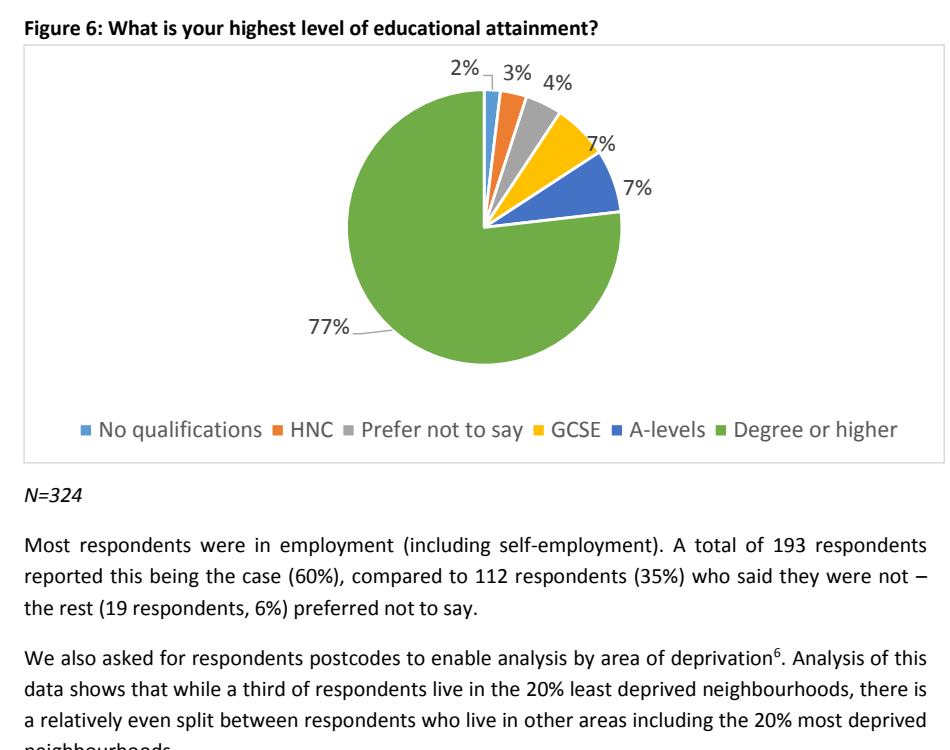 Figure 6: What is your highest level of educational attainment?
2% 3% 4%
7%
7%
77%
No qualifications HNC Prefer not to say GCSE A-levels Degree or higher
N=324
Most respondents were in employment (including self-employment). A total of 193 respondents
reported this being the case (60%), compared to 112 respondents (35%) who said they were not –
the rest (19 respondents, 6%) preferred not to say.
We also asked for respondents postcodes to enable analysis by area of deprivation⁶. Analysis of this
data shows that while a third of respondents live in the 20% least deprived neighbourhoods, there is
a relatively even split between respondents who live in other areas including the 20% most deprived
neighbourhoods